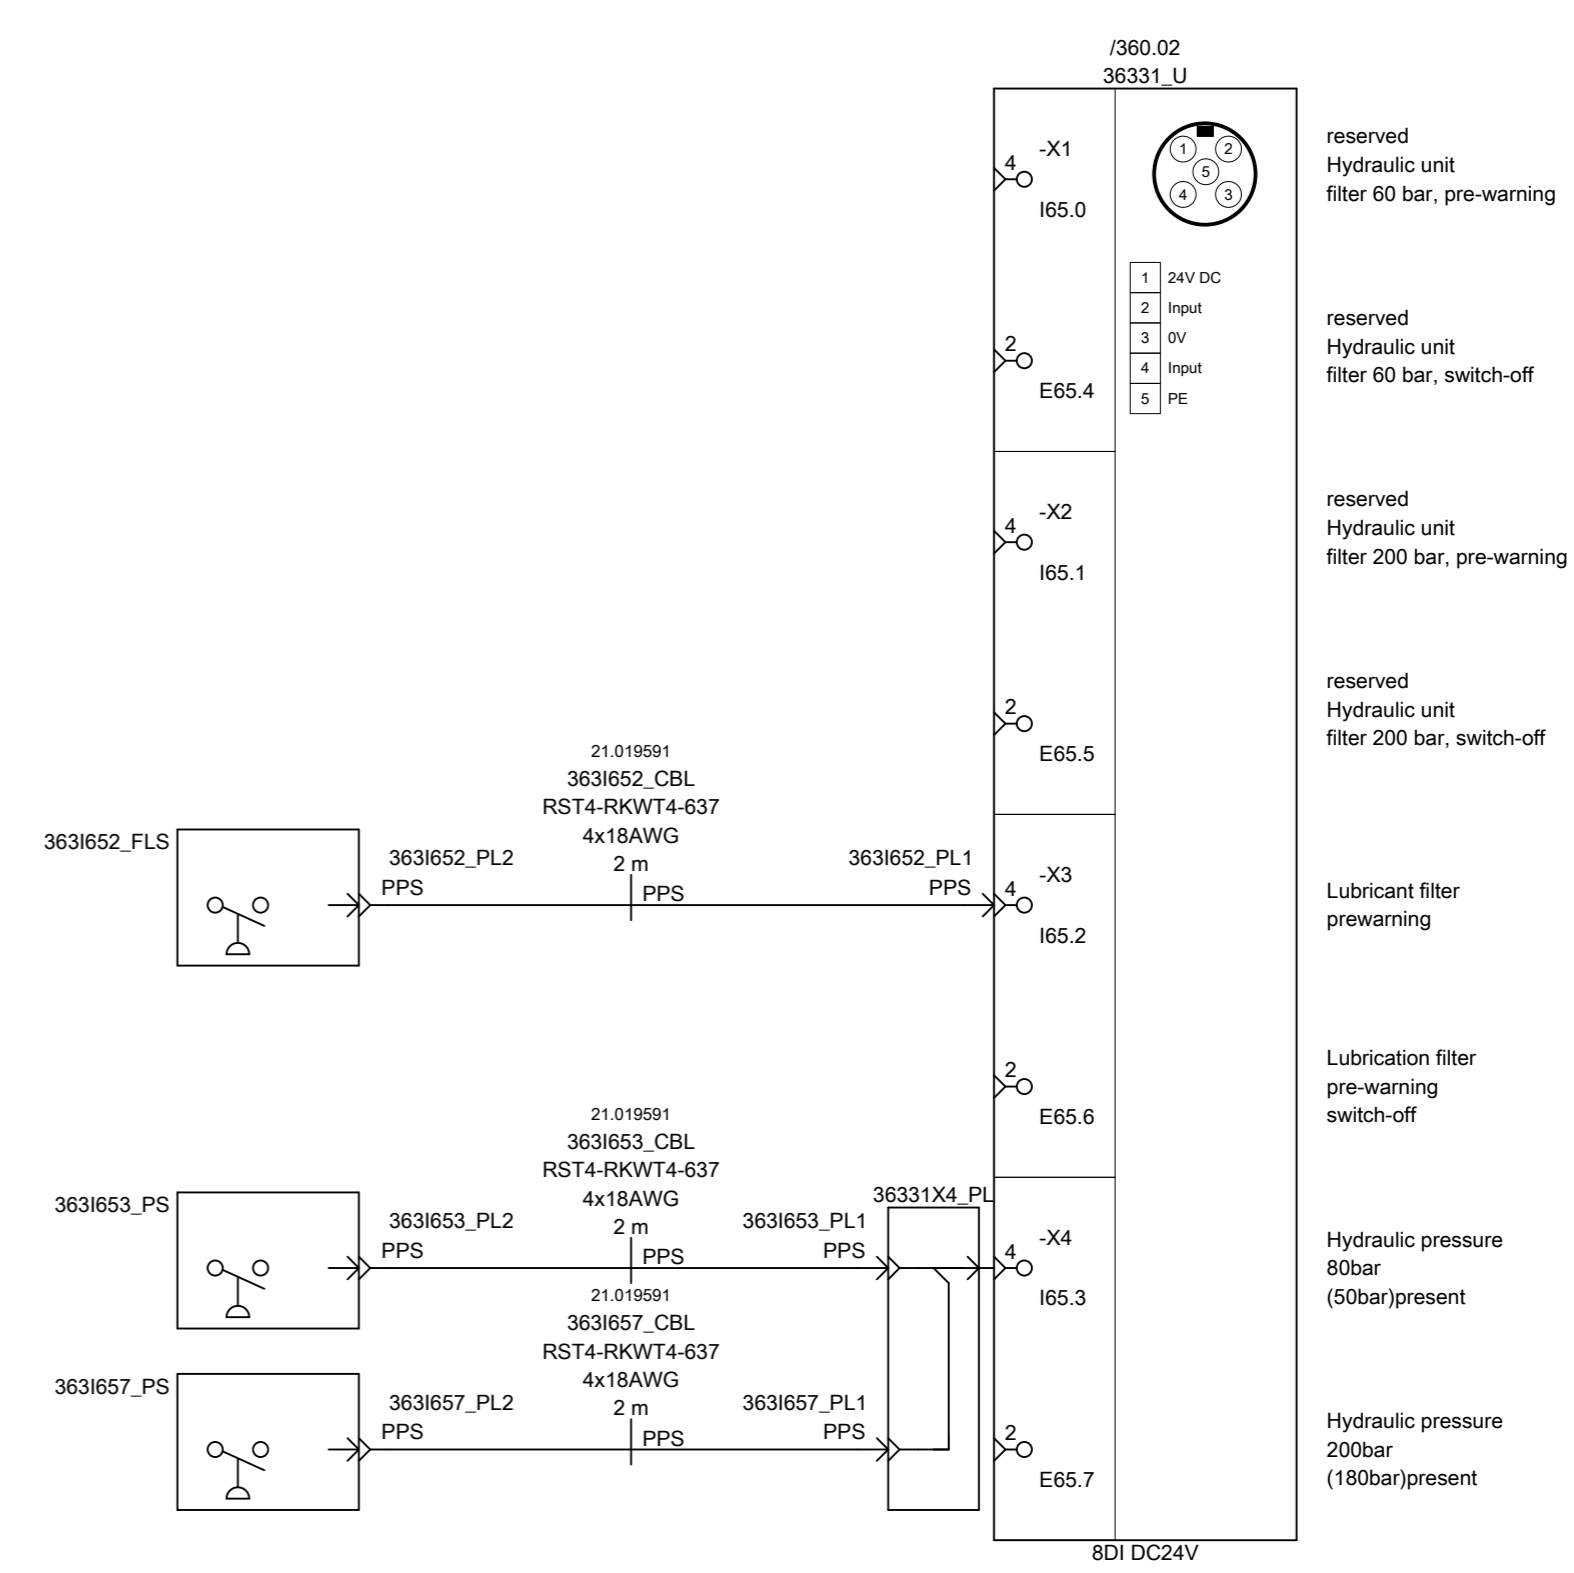 /360.02
36331_U
4
-X1
I65.0
1
2
5
4
3
reserved
Hydraulic unit
filter 60 bar, pre-warning
1 24V DC
2 Input
3 0V
4 Input
5 PE
2
E65.4
reserved
Hydraulic unit
filter 60 bar, switch-off
4
-X2
I65.1
reserved
Hydraulic unit
filter 200 bar, pre-warning
2
E65.5
reserved
Hydraulic unit
filter 200 bar, switch-off
21.019591
363I652_CBL
RST4-RKWT4-637
4x18AWG
2 m
363I652_FLS
363I652_PL2
PPS
PPS
363I652_PL1
PPS
4
-X3
I65.2
Lubricant filter
prewarning
2
E65.6
Lubrication filter
pre-warning
switch-off
21.019591
363I653_CBL
RST4-RKWT4-637
4x18AWG
2 m
363I653_PS
363I653_PL2
PPS
PPS
363I653_PL1
PPS
36331X4_PL
4
-X4
I65.3
Hydraulic pressure
80bar
(50bar)present
21.019591
363I657_CBL
RST4-RKWT4-637
4x18AWG
2 m
363I657_PS
363I657_PL2
PPS
PPS
363I657_PL1
PPS
2
E65.7
Hydraulic pressure
200bar
(180bar)present
8DI DC24V